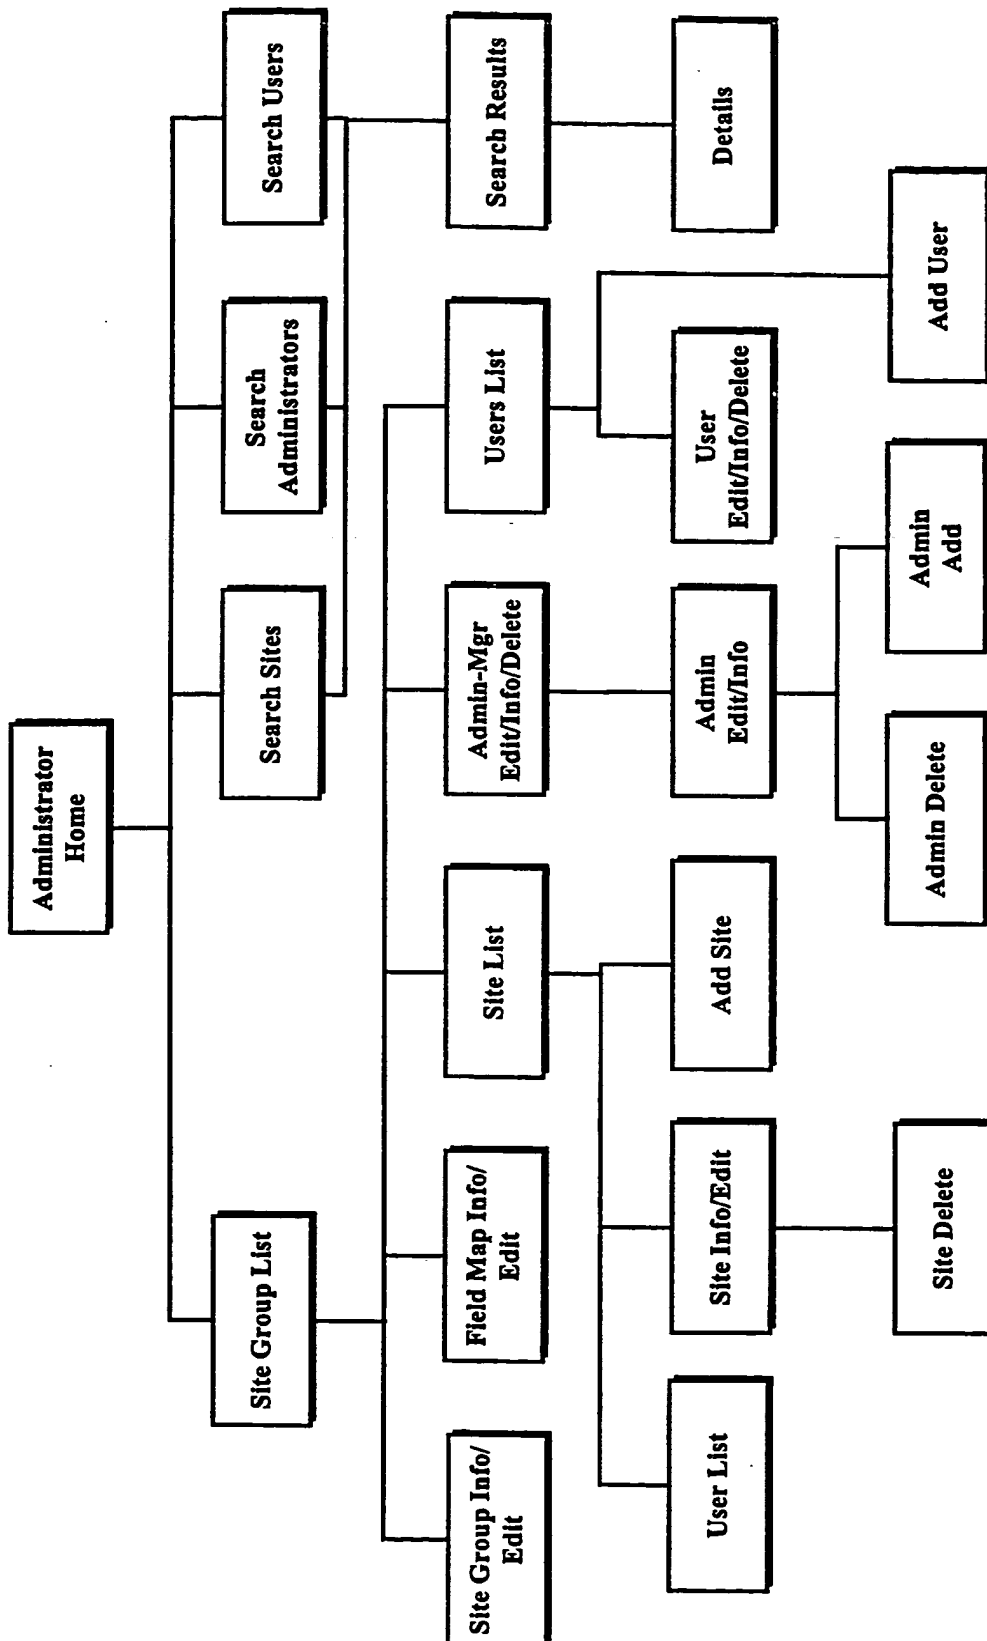 Administrator
Home
Site Group List
Search Sites
Search
Administrators
Search Users
Site Group Info/
Edit
Field Map Info/
Edit
Site List
Admin-Mgr
Edit/Info/Delete
Users List
Search Results
User List
Site Info/Edit
Add Site
Admin
Edit/Info
User
Edit/Info/Delete
Details
Site Delete
Admin Delete
Admin
Add
Add User